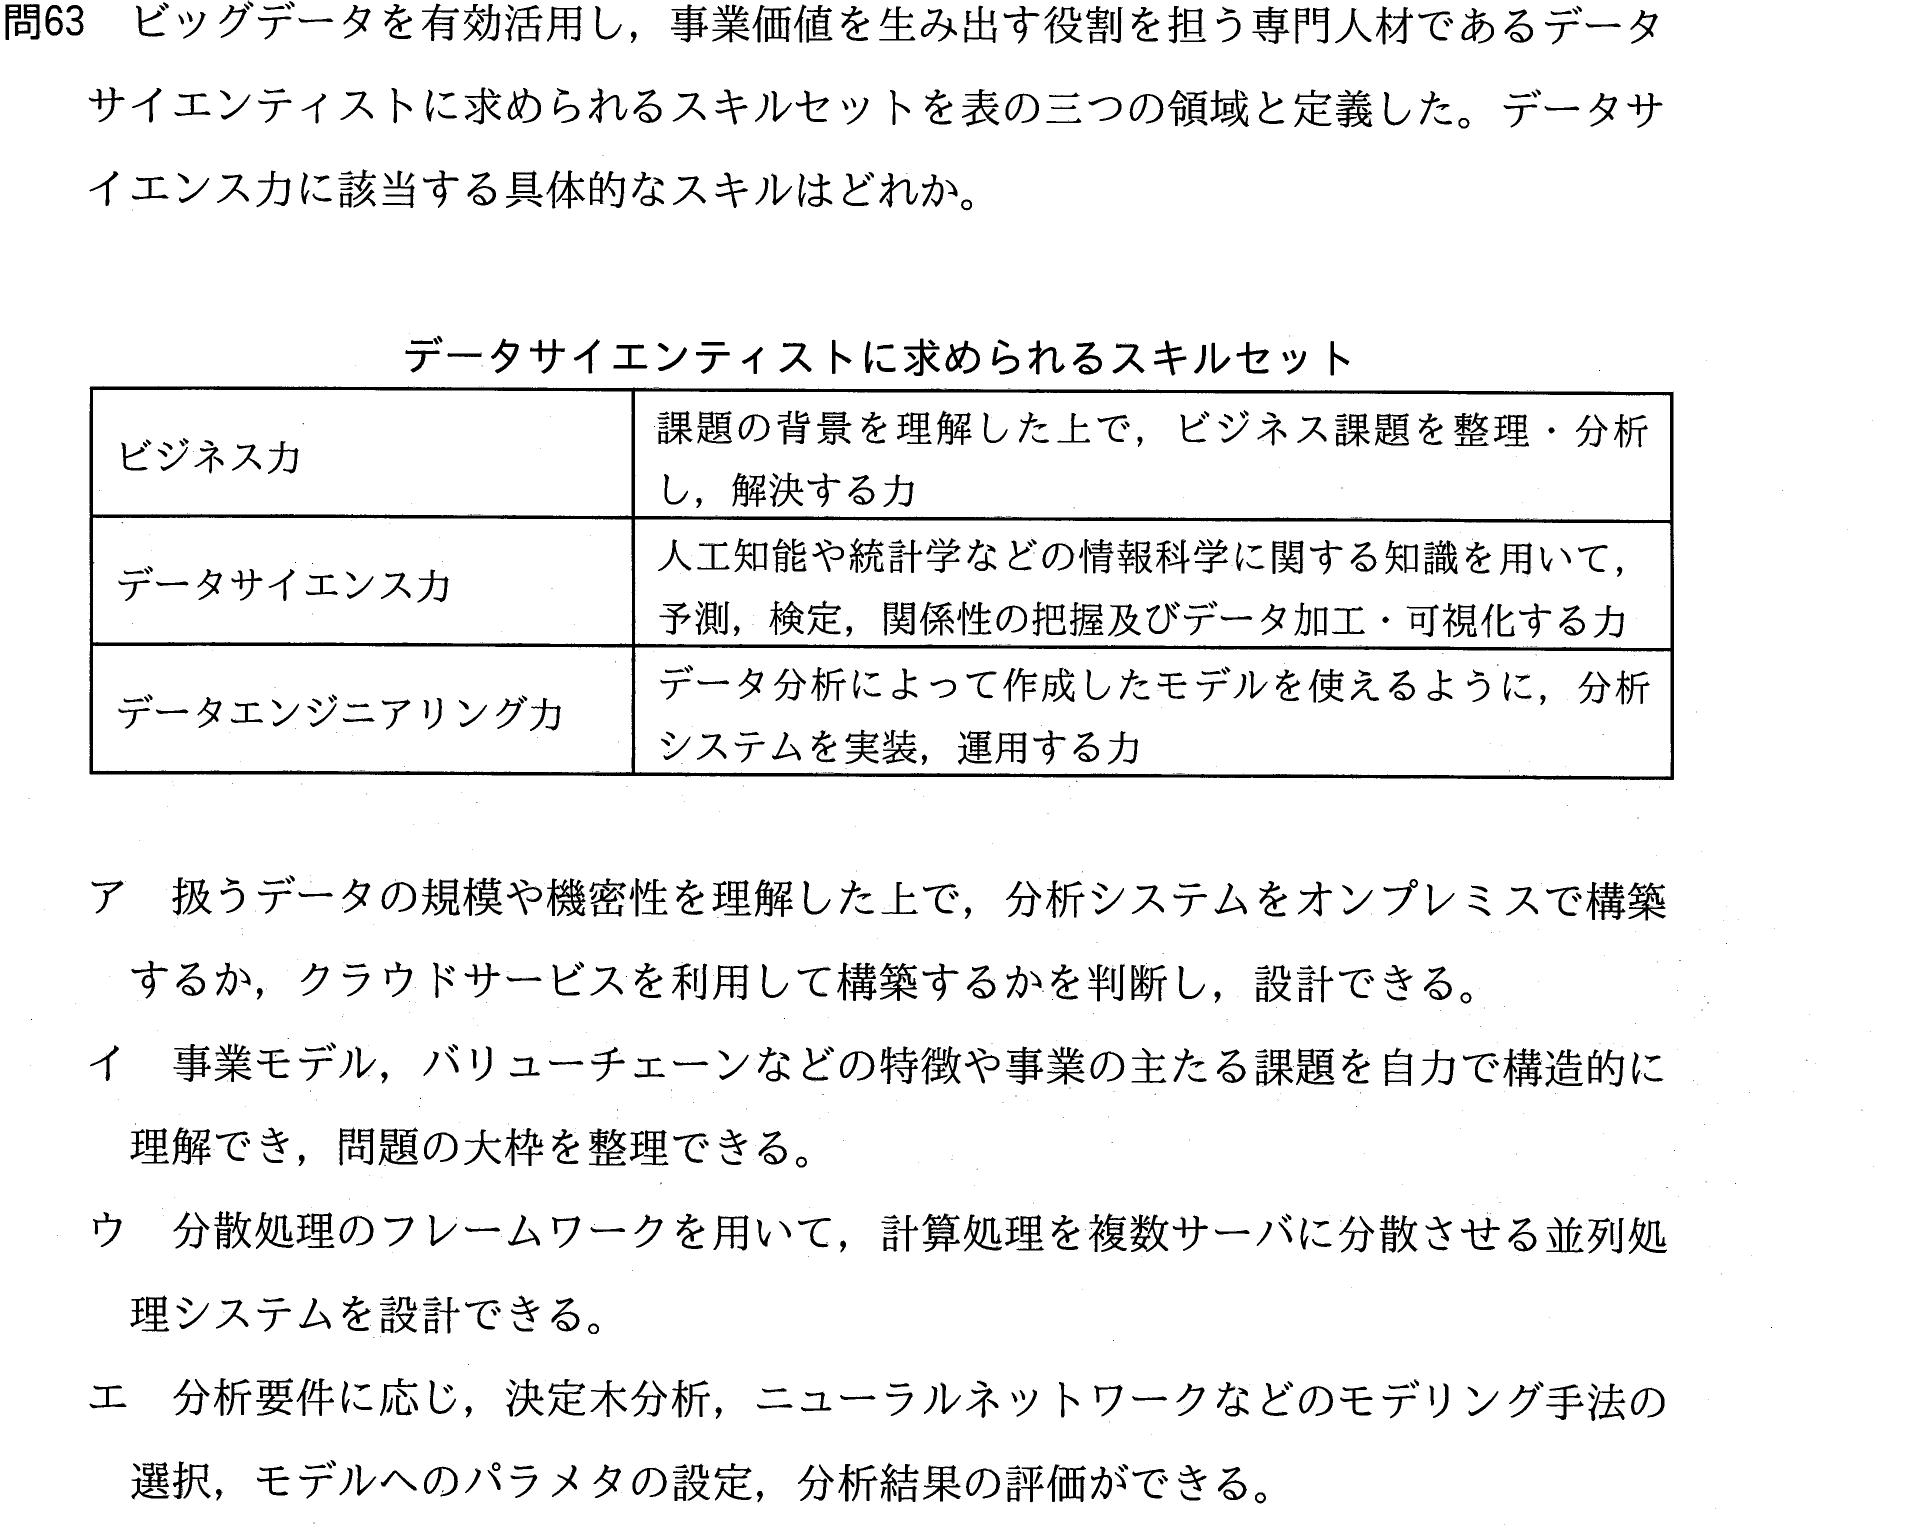 問63 ビッグデータを有効活用し，事業価値を生み出す役割を担う専門人材であるデータ
サイエンティストに求められるスキルセットを表の三つの領域と定義した。データサ
イエンス力に該当する具体的なスキルはどれか。
データサイエンティストに求められるスキルセット
ビジネス力
課題の背景を理解した上で，ビジネス課題を整理・分析
し，解決する力
データサイエンス力
人工知能や統計学などの情報科学に関する知識を用いて，
予測，検定，関係性の把握及びデータ加工・可視化する力
データエンジニアリング力
データ分析によって作成したモデルを使えるように，分析
システムを実装，運用する力
ア 扱うデータの規模や機密性を理解した上で，分析システムをオンプレミスで構築
するか，クラウドサービスを利用して構築するかを判断し，設計できる。
イ 事業モデル，バリューチェーンなどの特徴や事業の主たる課題を自力で構造的に
理解でき，問題の大枠を整理できる。
ウ 分散処理のフレームワークを用いて，計算処理を複数サーバに分散させる並列処
理システムを設計できる。
エ 分析要件に応じ，決定木分析，ニューラルネットワークなどのモデリング手法の
選択，モデルへのパラメタの設定，分析結果の評価ができる。